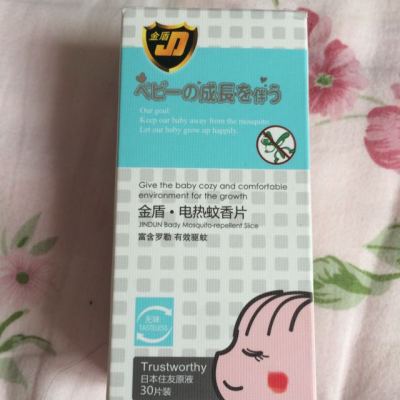 金盾
JD
ベビーの成長を伴う
Our goal:
Keep our baby away from the mosquito.
Let our baby grow up happily.
Give the baby cozy and comfortable
environment for the growth
金盾·电热蚊香片
JINDUN Bady Mosquito-repellent Slice
富含罗勒 有效驱蚊
无味
TASTELESS
Trustworthy
日本住友原液
30片装